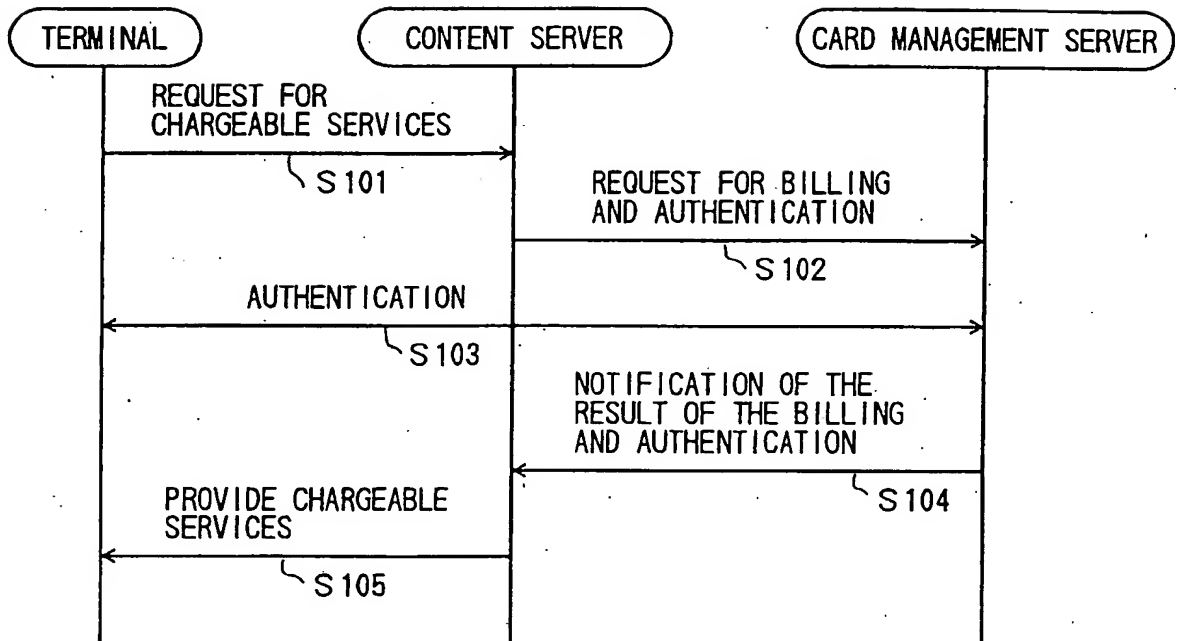 TERMINAL
CONTENT SERVER
CARD MANAGEMENT SERVER
REQUEST FOR
CHARGEABLE SERVICES
S101
REQUEST FOR BILLING
AND AUTHENTICATION
S102
AUTHENTICATION
S103
NOTIFICATION OF THE
RESULT OF THE BILLING
AND AUTHENTICATION
S104
PROVIDE CHARGEABLE
SERVICES
S105